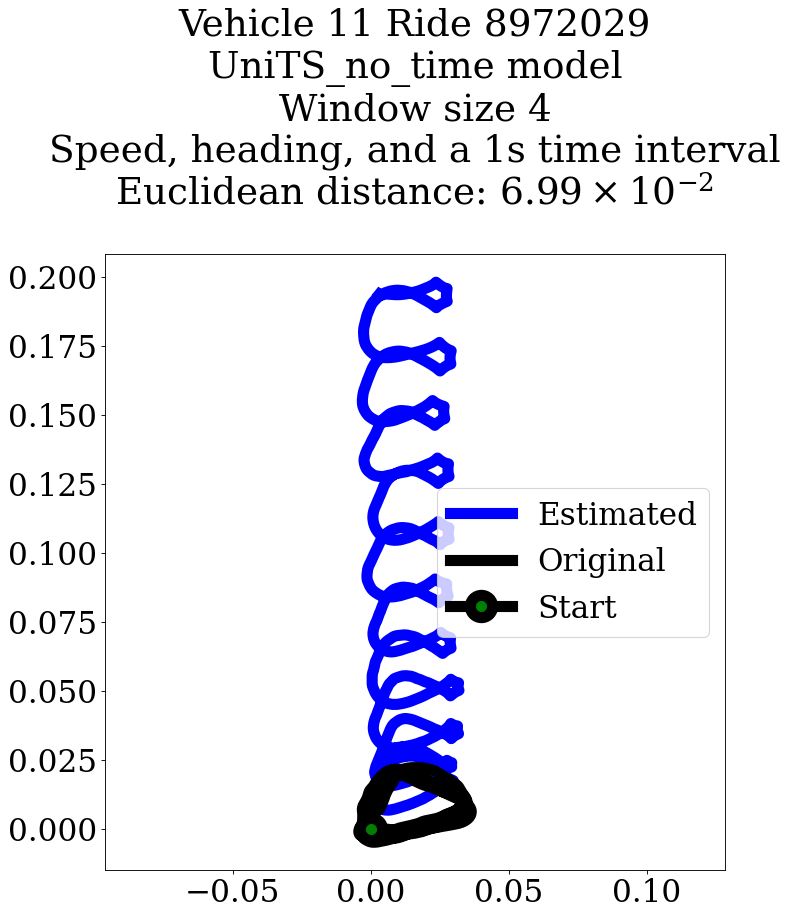 Vehicle 11 Ride 8972029
UniTS_no_time model
Window size 4
Speed, heading, and a 1s time interval
Euclidean distance: 6.99 × 10⁻²
0.200
0.175
0.150
0.125
0.100
0.075
0.050
0.025
0.000
Estimated
Original
Start
−0.05 0.00 0.05 0.10